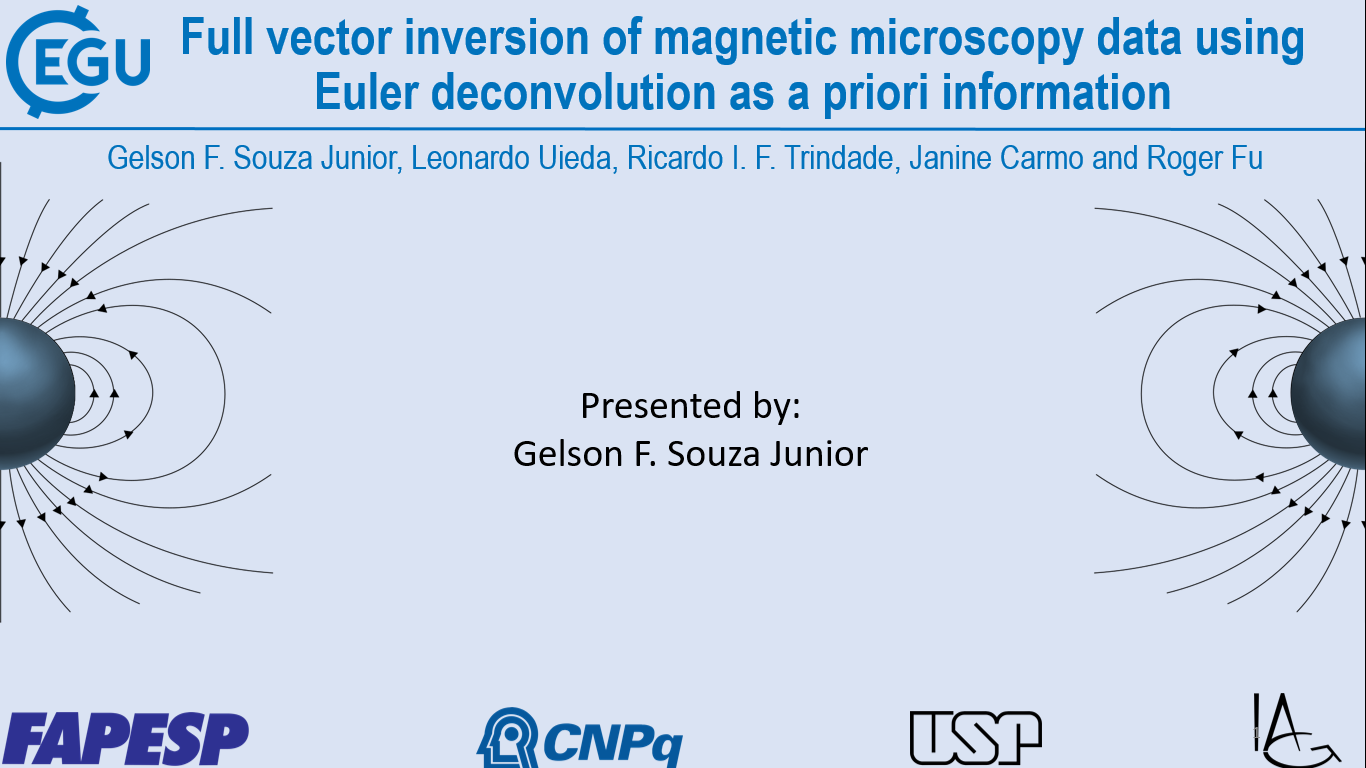 EGU
Full vector inversion of magnetic microscopy data using
Euler deconvolution as a priori information
Gelson F. Souza Junior, Leonardo Uieda, Ricardo I. F. Trindade, Janine Carmo and Roger Fu
Presented by:
Gelson F. Souza Junior
FAPESP
CNPq
USP
IAG